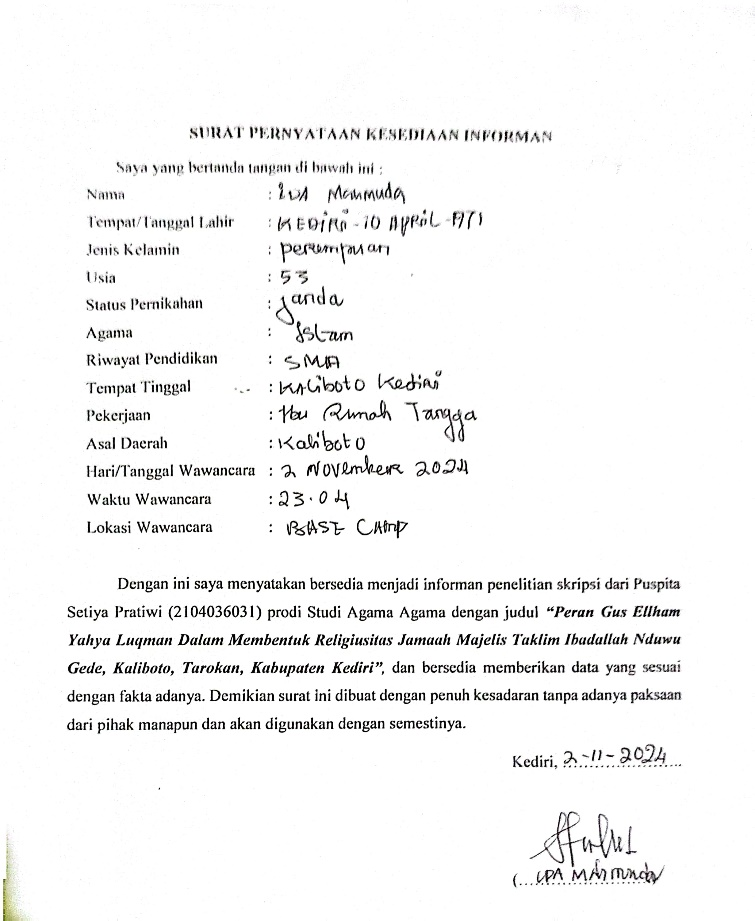 SURAT PERNYATAAN KESEDIAAN INFORMAN
Saya yang bertanda tangan di bawah ini :
Nama : Mahmuda
Tempat/Tanggal Lahir : KEDiRi - 10 APRiL -1971
Jenis Kelamin : perempuan
Usia : 53
Status Pernikahan : Janda
Agama : Islam
Riwayat Pendidikan : SMA
Tempat Tinggal : KALiboto Kediri
Pekerjaan : Ibu Rumah Tangga
Asal Daerah : Kaliboto
Hari/Tanggal Wawancara : 2 NOVembere 2024
Waktu Wawancara : 23.04
Lokasi Wawancara : BASE CAMP
Dengan ini saya menyatakan bersedia menjadi informan penelitian skripsi dari Puspita
Setiya Pratiwi (2104036031) prodi Studi Agama Agama dengan judul “Peran Gus Ellham
Yahya Luqman Dalam Membentuk Religiusitas Jamaah Majelis Taklim Ibadallah Nduwu
Gede, Kaliboto, Tarokan, Kabupaten Kediri”, dan bersedia memberikan data yang sesuai
dengan fakta adanya. Demikian surat ini dibuat dengan penuh kesadaran tanpa adanya paksaan
dari pihak manapun dan akan digunakan dengan semestinya.
Kediri, 2-11-2024
MAhmuda